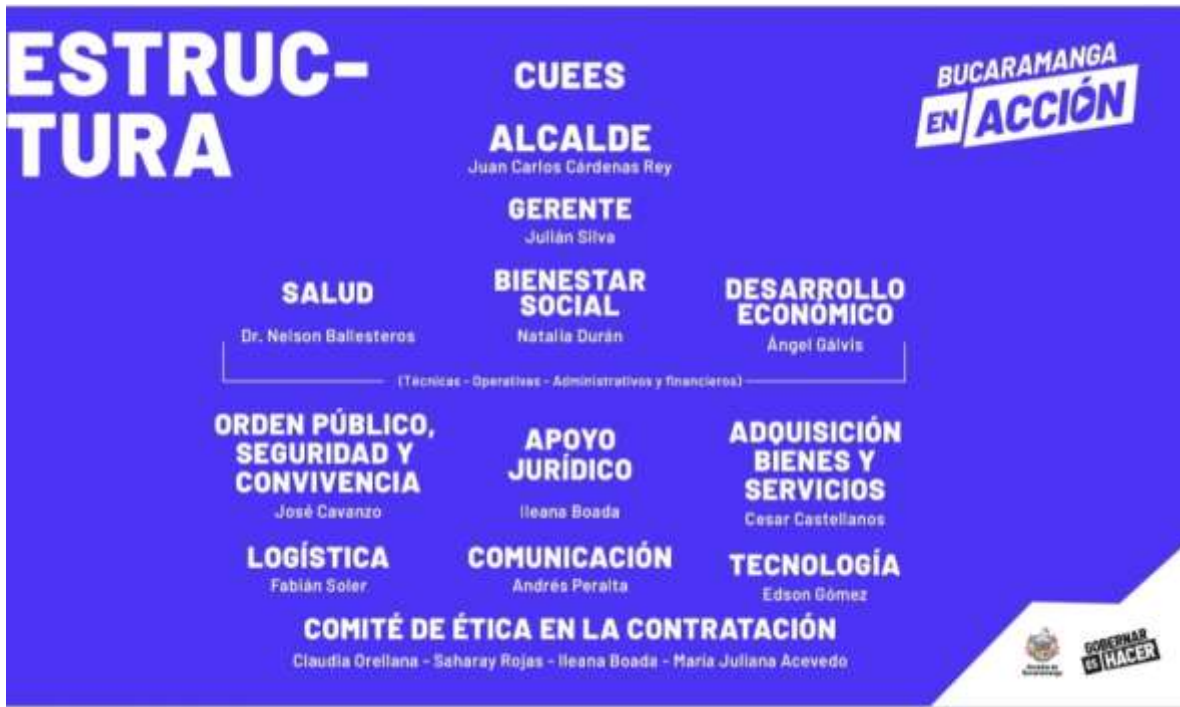 ESTRUC-
TURA
CUEES
BUCARAMANGA
EN ACCIÓN
ALCALDE
Juan Carlos Cárdenas Rey
GERENTE
Julián Silva
SALUD
Dr. Nelson Ballesteros
BIENESTAR
SOCIAL
Natalia Durán
DESARROLLO
ECONÓMICO
Ángel Gálvis
(Técnicas - Operativas - Administrativos y financieros)
ORDEN PÚBLICO,
SEGURIDAD Y
CONVIVENCIA
José Cavanzo
APOYO
JURÍDICO
Ileana Boada
ADQUISICIÓN
BIENES Y
SERVICIOS
Cesar Castellanos
LOGÍSTICA
Fabián Soler
COMUNICACIÓN
Andrés Peralta
TECNOLOGÍA
Edson Gómez
COMITÉ DE ÉTICA EN LA CONTRATACIÓN
Claudia Orellana - Saharay Rojas - Ileana Boada - María Juliana Acevedo
Alcaldía de
Bucaramanga
GOBERNAR
ES HACER